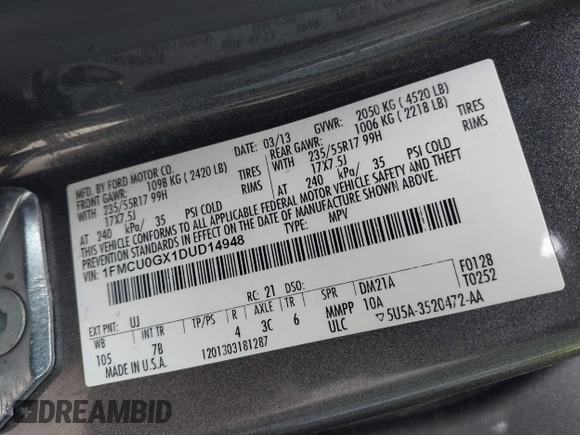 MFD. BY FORD MOTOR CO.
DATE: 03/13 GVWR: 2050 KG ( 4520 LB)
FRONT GAWR: 1098 KG ( 2420 LB) REAR GAWR: 1006 KG ( 2218 LB)
WITH 235/55R17 99H TIRES WITH 235/55R17 99H TIRES
17X7.5J RIMS 17X7.5J RIMS
AT 240 kPa/ 35 PSI COLD AT 240 kPa/ 35 PSI COLD
THIS VEHICLE CONFORMS TO ALL APPLICABLE FEDERAL MOTOR VEHICLE SAFETY AND THEFT PREVENTION STANDARDS IN EFFECT ON THE DATE OF MANUFACTURE SHOWN ABOVE.
1FMCU0GX1DUD14948 TYPE: MPV
F0128
T0252
EXT PNT: UJ RC: 21 DSO:
WB INT TR TP/PS R AXLE TR SPR DM21A
105 7B 4 3C 6 MMPP 10A
MADE IN U.S.A. 1201303181287 ULC ▽5U5A-3520472-AA
DREAMBID